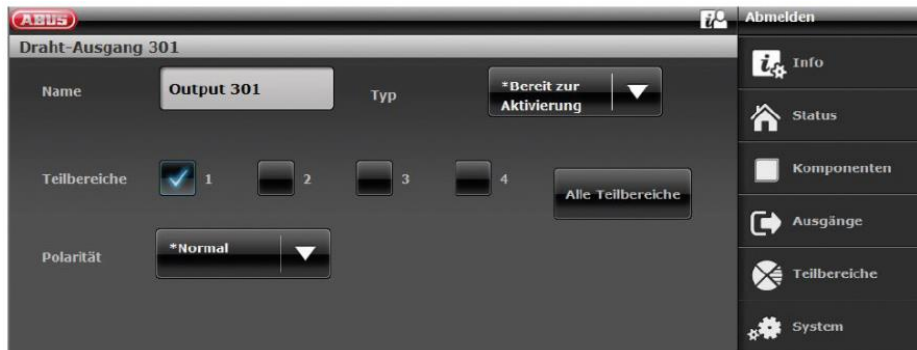 ABUS
Abmelden
Draht-Ausgang 301
Name
Output 301
Typ
*Bereit zur
Aktivierung
Teilbereiche
1
2
3
4
Alle Teilbereiche
Polarität
*Normal
Info
Status
Komponenten
Ausgänge
Teilbereiche
System